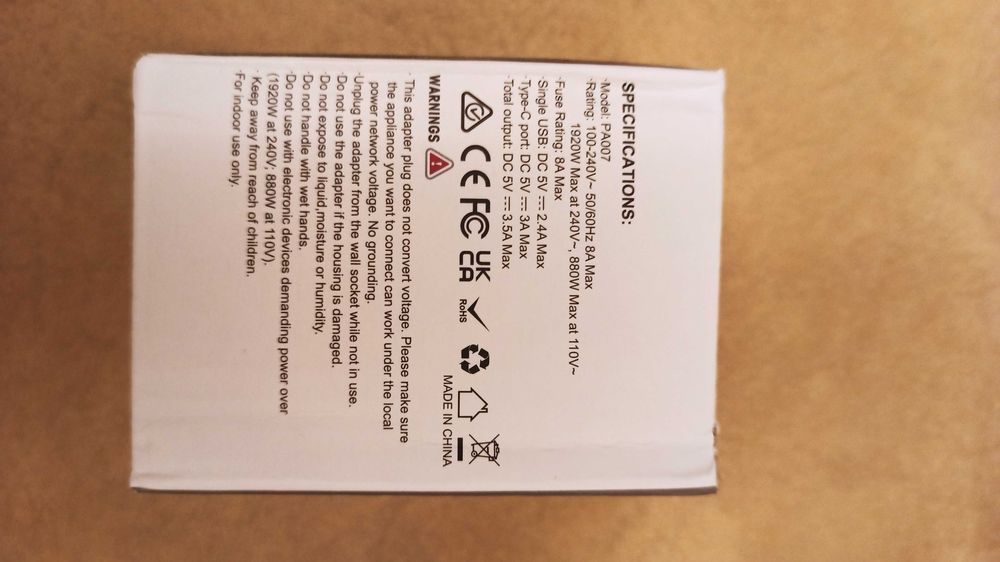 SPECIFICATIONS:
·Model: PA007
·Rating: 100-240V~ 50/60Hz 8A Max
1920W Max at 240V~, 880W Max at 110V~
·Fuse Rating: 8A Max
·Single USB: DC 5V ⎓ 2.4A Max
·Type-C port: DC 5V ⎓ 3A Max
·Total output: DC 5V ⎓ 3.5A Max
CE FC UK CA RoHS
MADE IN CHINA
WARNINGS
· This adapter plug does not convert voltage. Please make sure
the appliance you want to connect can work under the local
power network voltage. No grounding.
·Unplug the adapter from the wall socket while not in use.
·Do not use the adapter if the housing is damaged.
·Do not expose to liquid,moisture or humidity.
·Do not handle with wet hands.
·Do not use with electronic devices demanding power over
(1920W at 240V; 880W at 110V).
· Keep away from reach of children.
·For indoor use only.